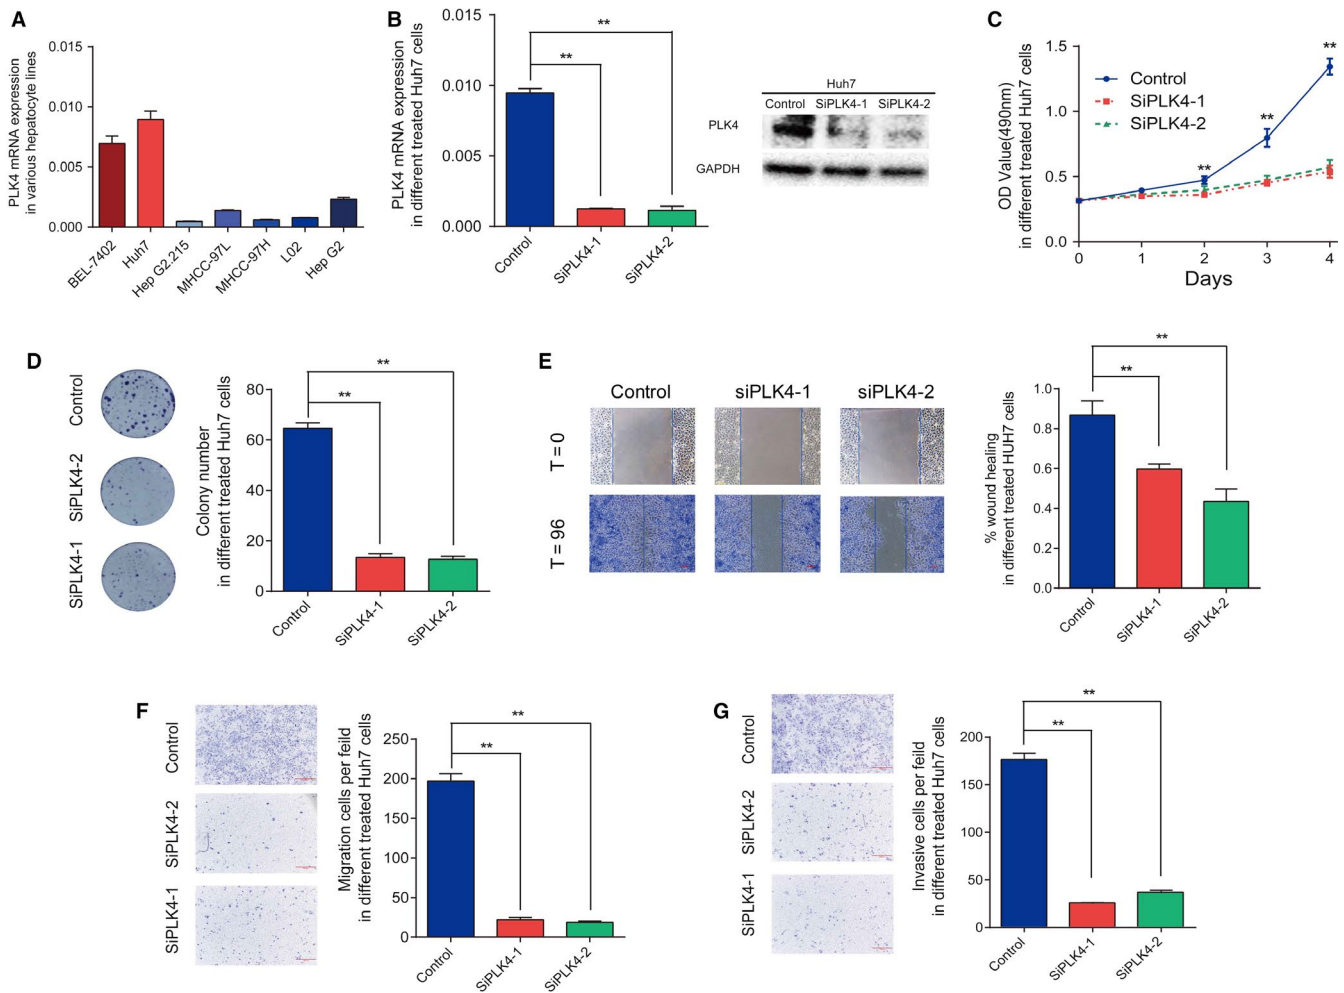 A
PLK4 mRNA expression
in various hepatocyte lines
0.015
0.010
0.005
0.000
BEL-7402
Huh7
Hep G2.215
MHCC-97L
MHCC-97H
L02
Hep G2
B
PLK4 mRNA expression
in different treated Huh7 cells
0.015
0.010
0.005
0.000
**
**
Control
SiPLK4-1
SiPLK4-2
Huh7
Control SiPLK4-1 SiPLK4-2
PLK4
GAPDH
C
OD Value(490nm)
in different treated Huh7 cells
1.5
1.0
0.5
0.0
Control
SiPLK4-1
SiPLK4-2
**
**
**
0 1 2 3 4
Days
D
Control
SiPLK4-2
SiPLK4-1
Colony number
in different treated Huh7 cells
80
60
40
20
0
**
**
Control
SiPLK4-1
SiPLK4-2
E
Control siPLK4-1 siPLK4-2
T = 0
T = 96
% wound healing
in different treated HUH7 cells
1.0
0.8
0.6
0.4
0.2
0.0
**
**
Control
SiPLK4-1
SiPLK4-2
F
Control
SiPLK4-2
SiPLK4-1
Migration cells per feild
in different treated Huh7 cells
250
200
150
100
50
0
**
**
Control
SiPLK4-1
SiPLK4-2
G
Control
SiPLK4-2
SiPLK4-1
Invasive cells per feild
in different treated Huh7 cells
200
150
100
50
0
**
**
Control
SiPLK4-1
SiPLK4-2